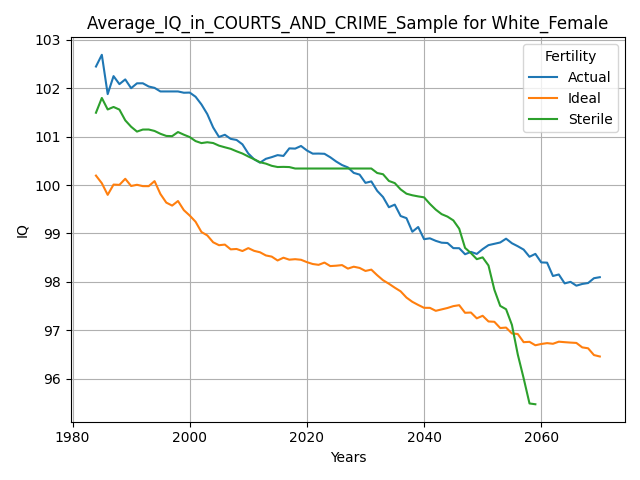 Average_IQ_in_COURTS_AND_CRIME_Sample for White_Female
103
102
101
100
99
98
97
96
IQ
1980
2000
2020
2040
2060
Years
Fertility
Actual
Ideal
Sterile